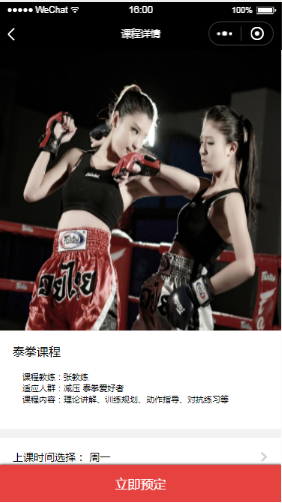 WeChat 16:00 100%
课程详情
泰拳课程
课程教练：张教练
适应人群：减压 泰拳爱好者
课程内容：理论讲解、训练规划、动作指导、对抗练习等
上课时间选择： 周一
立即预定